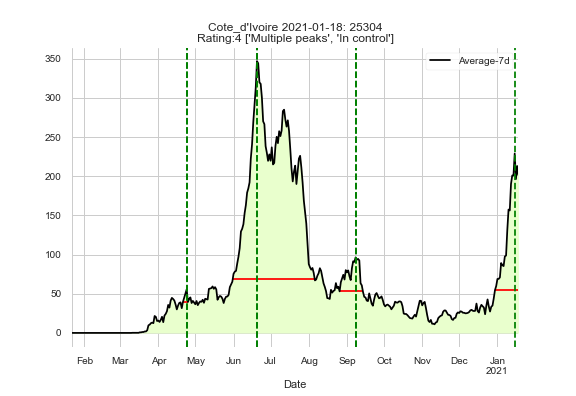 Cote_d'Ivoire 2021-01-18: 25304
Rating:4 ['Multiple peaks', 'In control']
Average-7d
350
300
250
200
150
100
50
0
Feb Mar Apr May Jun Jul Aug Sep Oct Nov Dec Jan
2021
Date